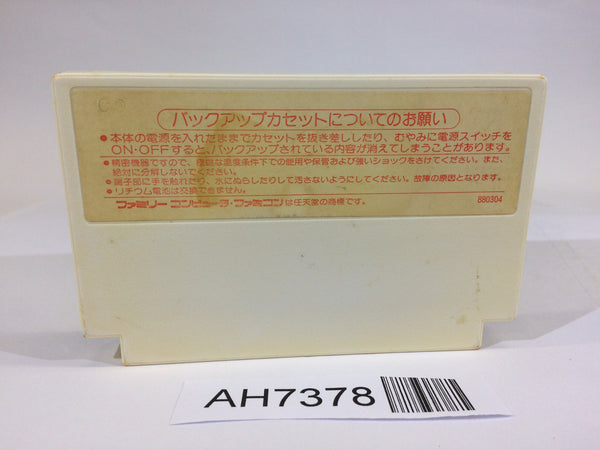 バックアップカセットについてのお願い
●本体の電源を入れたままでカセットを抜き差ししたり、むやみに電源スイッチを
ON・OFFすると、バックアップされている内容が消えてしまうことがあります。
●精密機器ですので、極端な温度条件下での使用や保管および強いショックをさけてください。また、
絶対に分解しないでください。
●端子部に手を触れたり、水にぬらしたりして汚さないようにしてください。故障の原因となります。
●リチウム電池は交換できません。
ファミリーコンピュータ・ファミコンは任天堂の商標です。
880304
AH7378